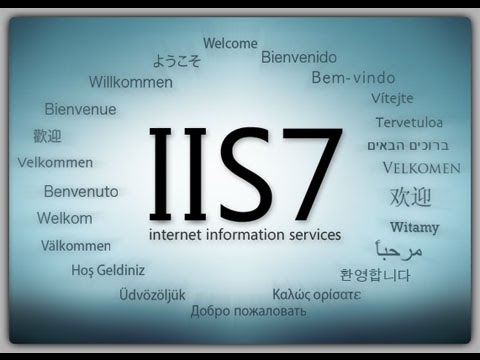 Welcome
Bienvenido
Bem-vindo
Vítejte
Tervetuloa
ברוכים הבאים
VELKOMEN
欢迎
Witamy
مرحباً
환영합니다
Καλώς ορίσατε
Добро пожаловать
Üdvözöljük
Hoş Geldiniz
Välkommen
Welkom
Benvenuto
Velkommen
歡迎
Bienvenue
Willkommen
ようこそ
IIS7
internet information services